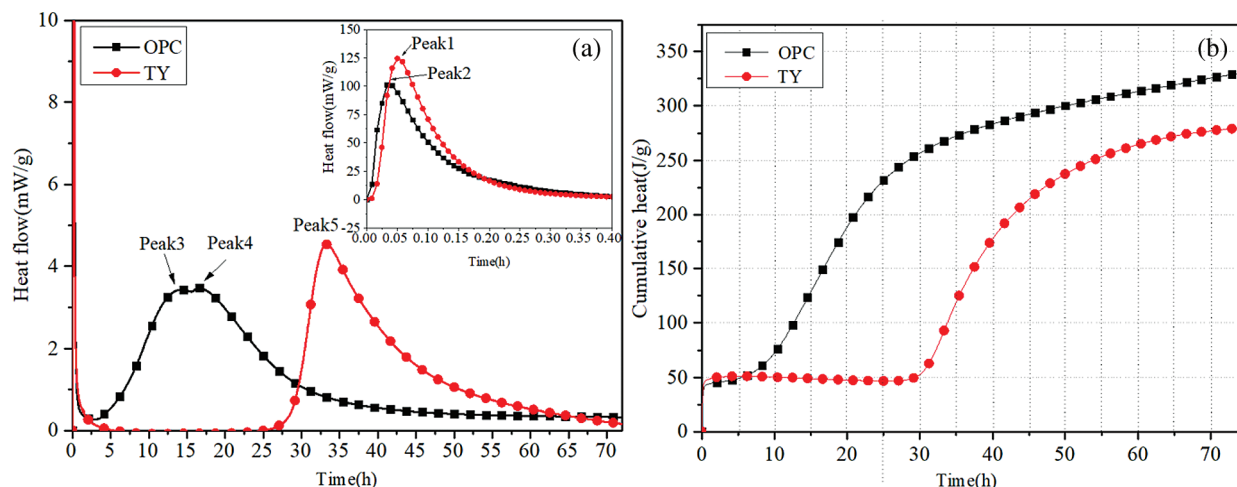 (a)
OPC
TY
Heat flow(mW/g)
10
8
6
4
2
0
0 5 10 15 20 25 30 35 40 45 50 55 60 65 70
Time(h)
Peak3
Peak4
Peak5
Heat flow(mW/g)
150
125
100
75
50
25
0
-25
0.00 0.05 0.10 0.15 0.20 0.25 0.30 0.35 0.40
Time(h)
Peak1
Peak2
(b)
OPC
TY
Cumulative heat(J/g)
350
300
250
200
150
100
50
0
0 10 20 30 40 50 60 70
Time(h)